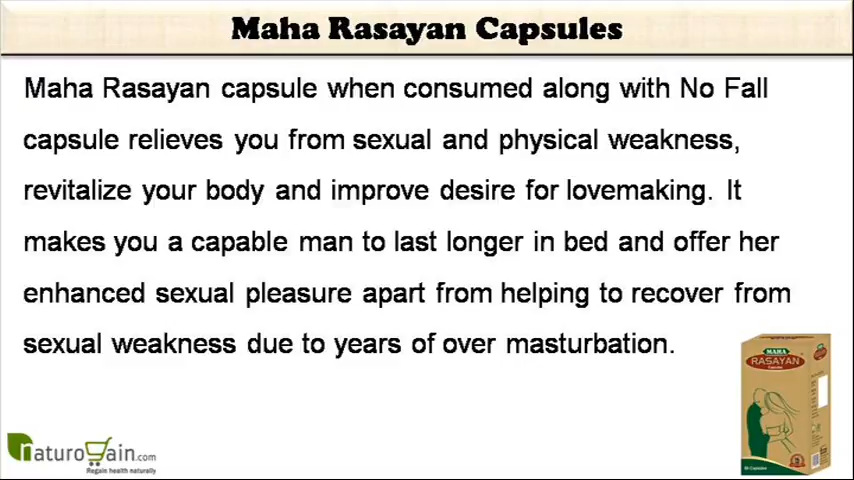 Maha Rasayan Capsules
Maha Rasayan capsule when consumed along with No Fall
capsule relieves you from sexual and physical weakness,
revitalize your body and improve desire for lovemaking. It
makes you a capable man to last longer in bed and offer her
enhanced sexual pleasure apart from helping to recover from
sexual weakness due to years of over masturbation.
MAHA
RASAYAN
Capsules
60 Capsules
naturogain.com
Regain health naturally